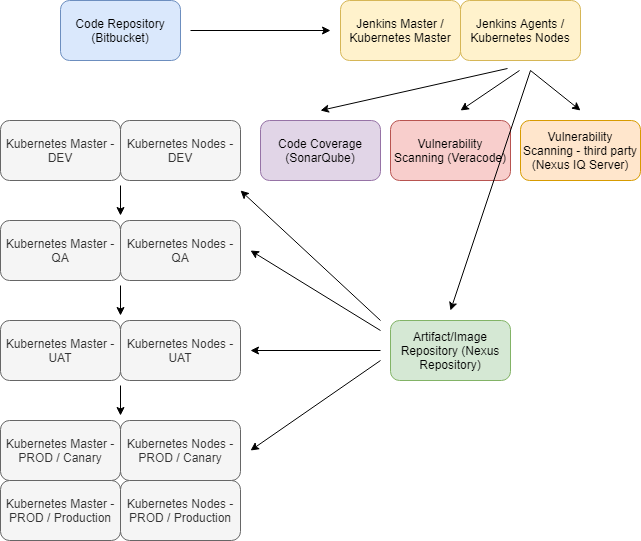 Code Repository
(Bitbucket)
Jenkins Master /
Kubernetes Master
Jenkins Agents /
Kubernetes Nodes
Kubernetes Master -
DEV
Kubernetes Nodes -
DEV
Code Coverage
(SonarQube)
Vulnerability
Scanning (Veracode)
Vulnerability
Scanning - third party
(Nexus IQ Server)
Kubernetes Master -
QA
Kubernetes Nodes -
QA
Kubernetes Master -
UAT
Kubernetes Nodes -
UAT
Artifact/Image
Repository (Nexus
Repository)
Kubernetes Master -
PROD / Canary
Kubernetes Nodes -
PROD / Canary
Kubernetes Master -
PROD / Production
Kubernetes Nodes -
PROD / Production